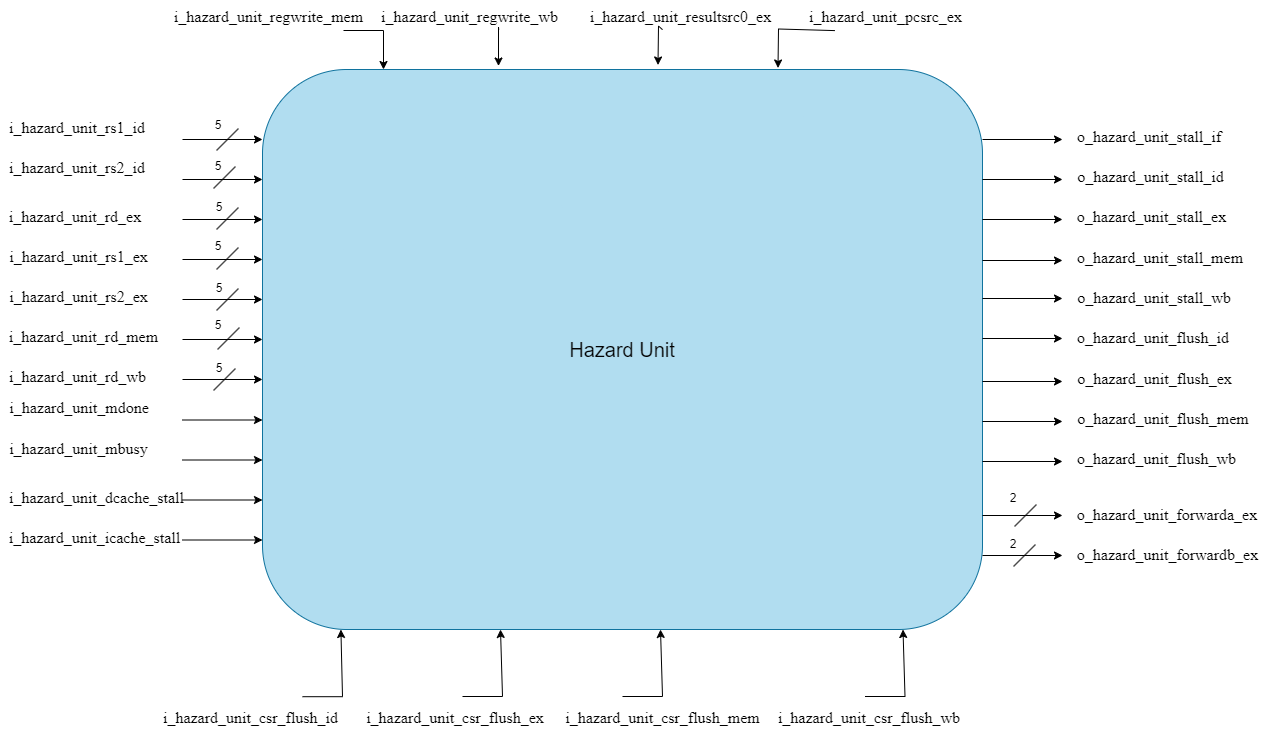 i_hazard_unit_regwrite_mem i_hazard_unit_regwrite_wb i_hazard_unit_resultsrc0_ex i_hazard_unit_pcsrc_ex
i_hazard_unit_rs1_id 5
i_hazard_unit_rs2_id 5
i_hazard_unit_rd_ex 5
i_hazard_unit_rs1_ex 5
i_hazard_unit_rs2_ex 5
i_hazard_unit_rd_mem 5
i_hazard_unit_rd_wb 5
i_hazard_unit_mdone
i_hazard_unit_mbusy
i_hazard_unit_dcache_stall
i_hazard_unit_icache_stall
Hazard Unit
o_hazard_unit_stall_if
o_hazard_unit_stall_id
o_hazard_unit_stall_ex
o_hazard_unit_stall_mem
o_hazard_unit_stall_wb
o_hazard_unit_flush_id
o_hazard_unit_flush_ex
o_hazard_unit_flush_mem
o_hazard_unit_flush_wb
2 o_hazard_unit_forwarda_ex
2 o_hazard_unit_forwardb_ex
i_hazard_unit_csr_flush_id i_hazard_unit_csr_flush_ex i_hazard_unit_csr_flush_mem i_hazard_unit_csr_flush_wb